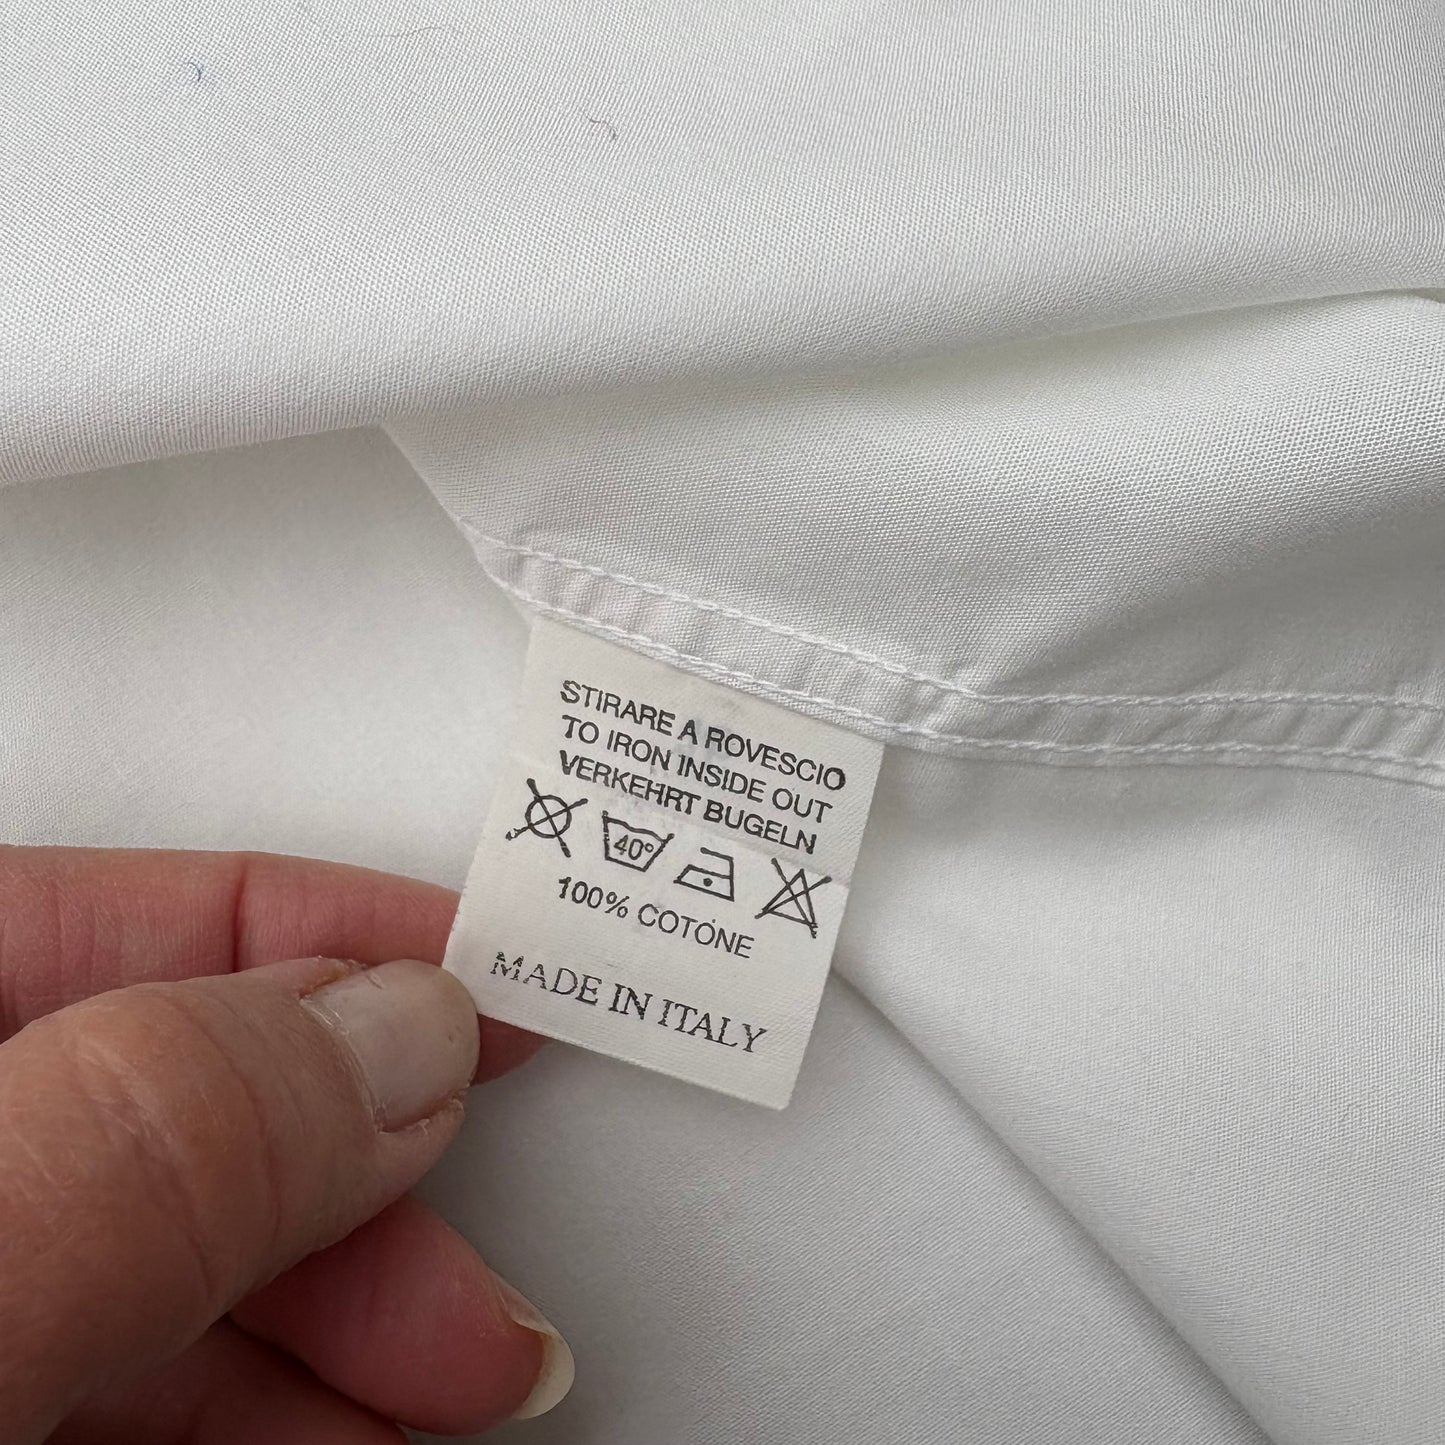 STIRARE A ROVESCIO
TO IRON INSIDE OUT
VERKEHRT BUGELN
40°
100% COTONE
MADE IN ITALY